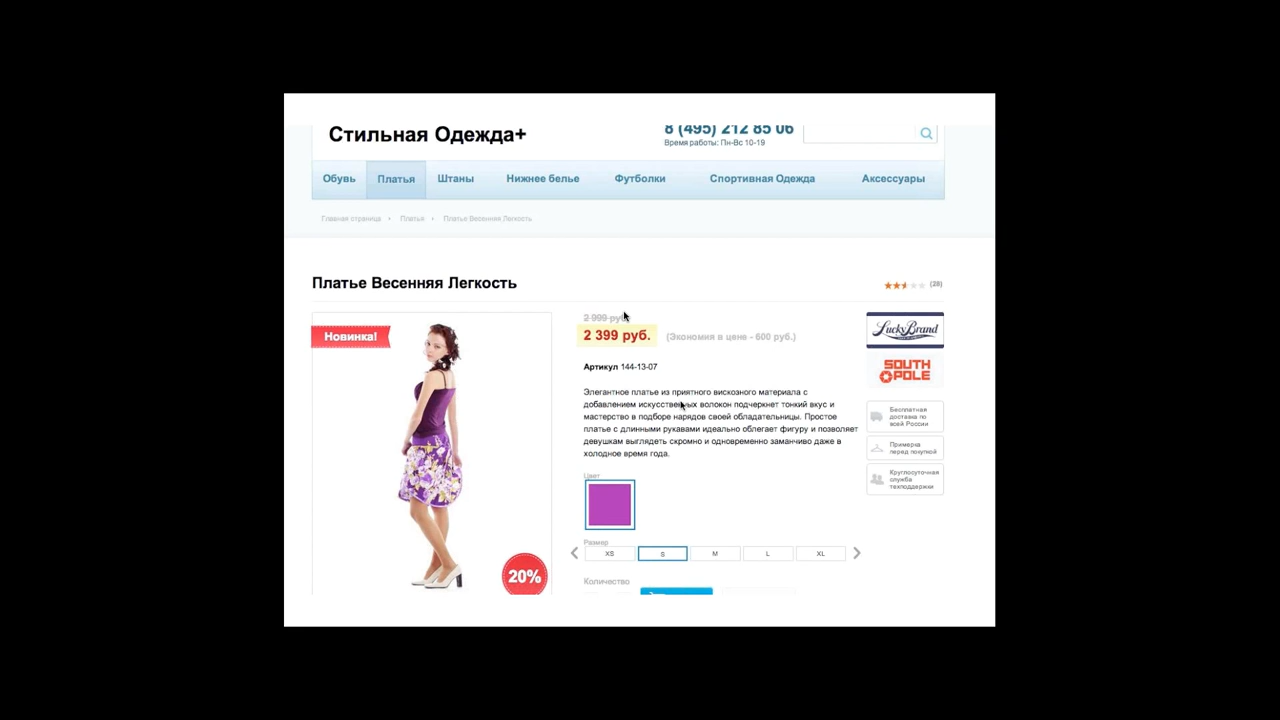 Стильная Одежда+
8 (495) 212 85 06
Время работы: Пн-Вс 10-19
Обувь
Платья
Штаны
Нижнее белье
Футболки
Спортивная Одежда
Аксессуары
Главная страница
Платья
Платье Весенняя Легкость
Платье Весенняя Легкость
(28)
Новинка!
20%
2 999 руб.
2 399 руб. (Экономия в цене - 600 руб.)
Артикул 144-13-07
Элегантное платье из приятного вискозного материала с
добавлением искусственных волокон подчеркнет тонкий вкус и
мастерство в подборе нарядов своей обладательницы. Простое
платье с длинными рукавами идеально облегает фигуру и позволяет
девушкам выглядеть скромно и одновременно заманчиво даже в
холодное время года.
Цвет
Размер
XS
S
M
L
XL
Количество
Lucky Brand
SOUTH
POLE
Бесплатная
доставка по
всей России
Примерка
перед покупкой
Круглосуточная
служба
техподдержки